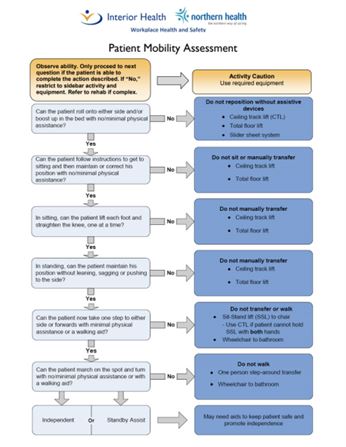 Interior Health
northern health
the northern way of caring
Workplace Health and Safety
Patient Mobility Assessment
Observe ability. Only proceed to next
question if the patient is able to
complete the action described. If "No,"
restrict to sidebar activity and
equipment. Refer to rehab if complex.
Activity Caution
Use required equipment
Can the patient roll onto either side and/or
boost up in the bed with no/minimal physical
assistance?
No
Do not reposition without assistive
devices
• Ceiling track lift (CTL)
• Total floor lift
• Slider sheet system
Yes
Can the patient follow instructions to get to
sitting and then maintain or correct his
position with no/minimal physical
assistance?
No
Do not sit or manually transfer
• Ceiling track lift
• Total floor lift
Yes
In sitting, can the patient lift each foot and
straighten the knee, one at a time?
No
Do not manually transfer
• Ceiling track lift
• Total floor lift
Yes
In standing, can the patient maintain his
position without leaning, sagging or pushing
to the side?
No
Do not manually transfer
• Ceiling track lift
• Total floor lift
Yes
Can the patient now take one step to either
side or forwards with minimal physical
assistance or a walking aid?
No
Do not transfer or walk
• Sit-Stand lift (SSL) to chair
- Use CTL if patient cannot hold
SSL with both hands
• Wheelchair to bathroom
Yes
Can the patient march on the spot and turn
with no/minimal physical assistance or with
a walking aid?
No
Do not walk
• One person step-around transfer
• Wheelchair to bathroom
Yes
Independent Or Standby Assist
May need aids to keep patient safe and
promote independence